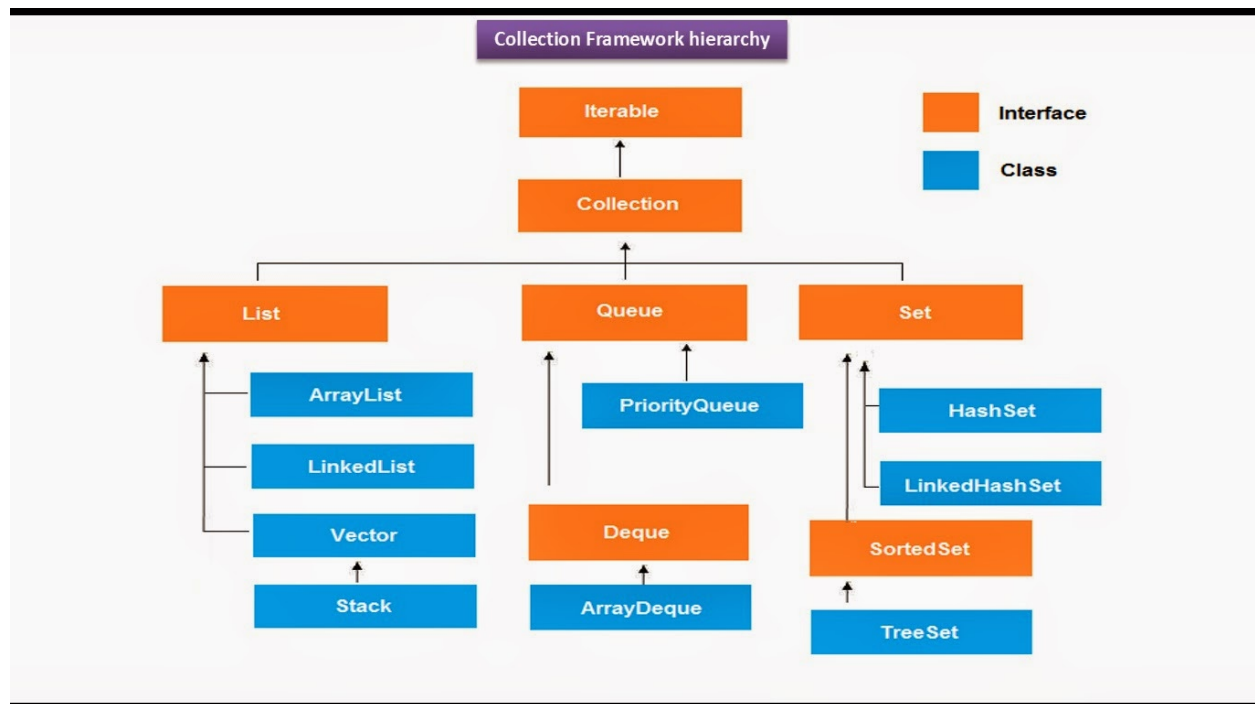 Collection Framework hierarchy
Iterable
Interface
Class
Collection
List
Queue
Set
ArrayList
PriorityQueue
HashSet
LinkedList
LinkedHashSet
Vector
Deque
SortedSet
Stack
ArrayDeque
TreeSet